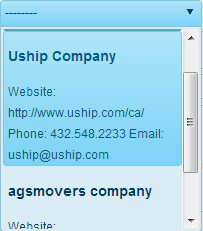 --------
Uship Company
Website:
http://www.uship.com/ca/
Phone: 432.548.2233 Email:
uship@uship.com
agsmovers company
Website: